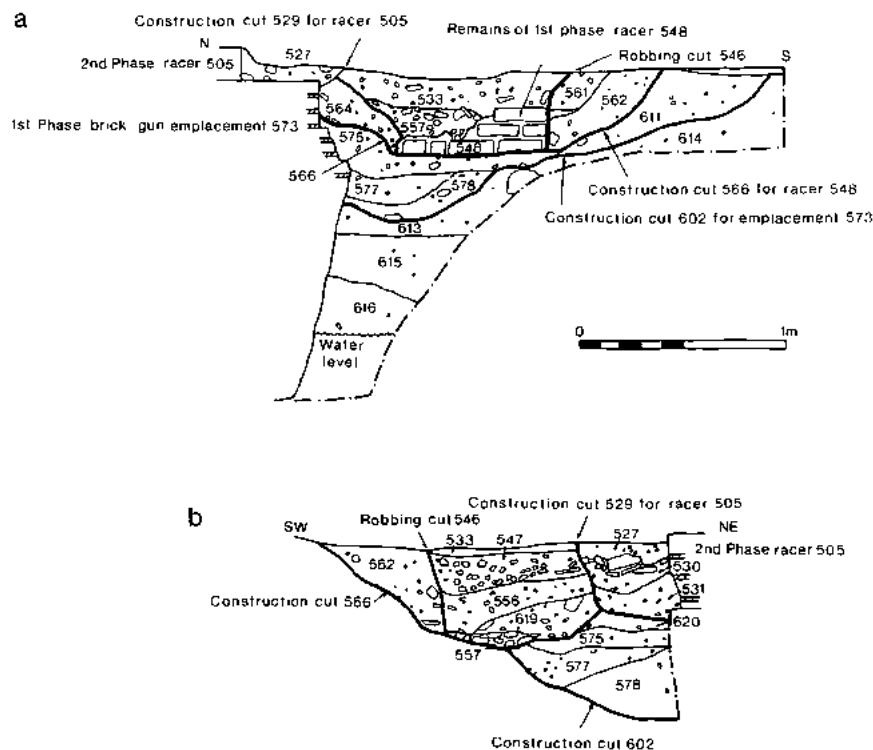 a
Construction cut 529 for racer 505
N
527
2nd Phase racer 505
Remains of 1st phase racer 548
Robbing cut 546
S
533
561
562
564
557
611
1st Phase brick gun emplacement 573
575
548
614
566
577
578
Construction cut 566 for racer 548
Construction cut 602 for emplacement 573
613
615
616
Water
level
0
1m
b
Construction cut 529 for racer 505
SW
Robbing cut 546
NE
533
547
527
2nd Phase racer 505
562
530
Construction cut 566
556
531
619
620
575
557
577
578
Construction cut 602